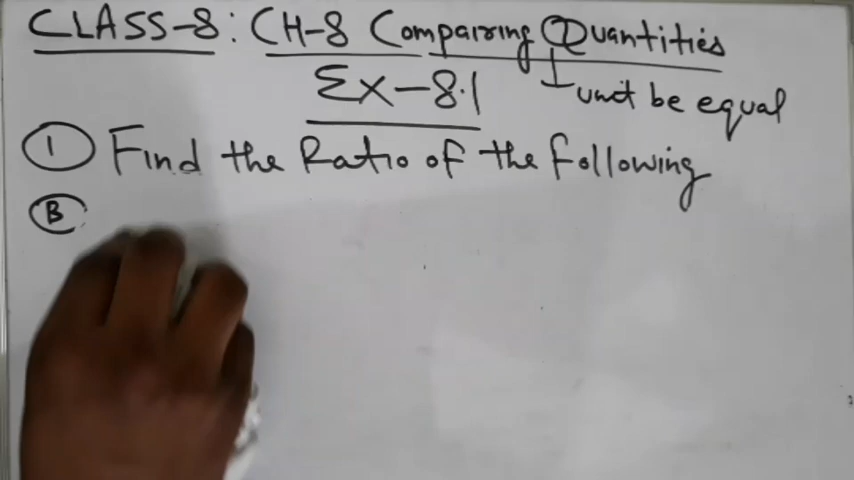 CLASS-8: CH-8 Comparing Quantities
Ex-8.1
unit be equal
1 Find the Ratio of the following
B